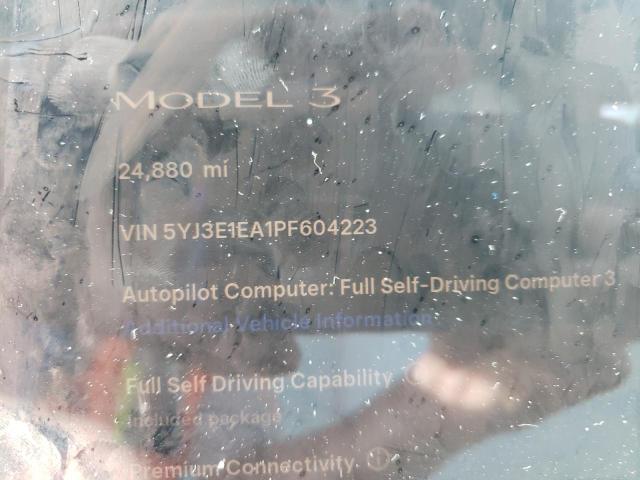 MODEL 3
24,880 mi
VIN 5YJ3E1EA1PF604223
Autopilot Computer: Full Self-Driving Computer 3
Additional Vehicle Information
Full Self Driving Capability
Included package
Premium Connectivity